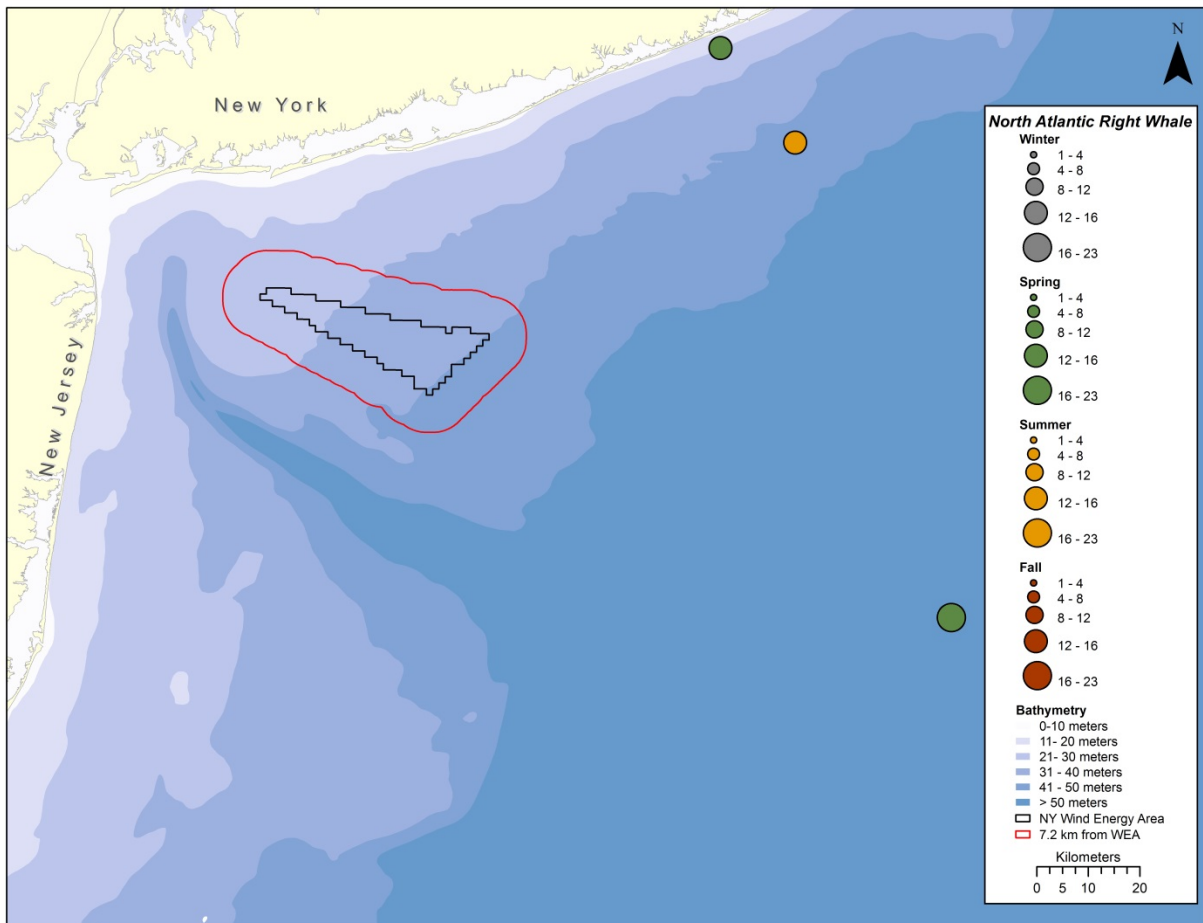 New York
New Jersey
N
North Atlantic Right Whale
Winter
1 - 4
4 - 8
8 - 12
12 - 16
16 - 23
Spring
1 - 4
4 - 8
8 - 12
12 - 16
16 - 23
Summer
1 - 4
4 - 8
8 - 12
12 - 16
16 - 23
Fall
1 - 4
4 - 8
8 - 12
12 - 16
16 - 23
Bathymetry
0-10 meters
11- 20 meters
21- 30 meters
31 - 40 meters
41 - 50 meters
> 50 meters
NY Wind Energy Area
7.2 km from WEA
Kilometers
0 5 10 20